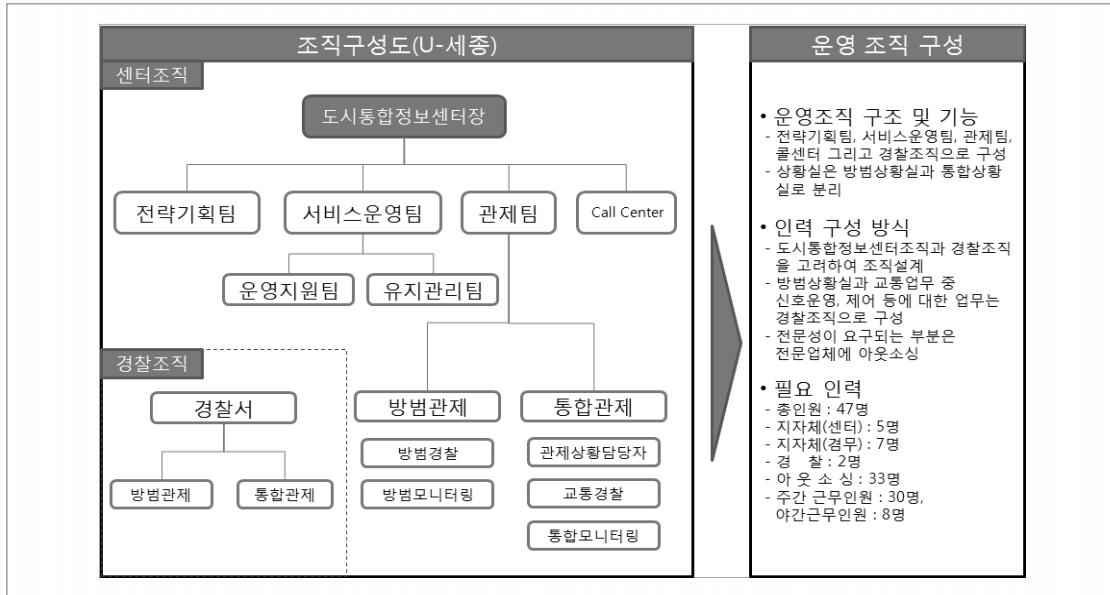 조직구성도(U-세종)
센터조직
도시통합정보센터장
전략기획팀
서비스운영팀
관제팀
Call Center
운영지원팀
유지관리팀
경찰조직
경찰서
방범관제
통합관제
방범관제
방범경찰
방범모니터링
통합관제
관제상황담당자
교통경찰
통합모니터링
운영 조직 구성
• 운영조직 구조 및 기능
- 전략기획팀, 서비스운영팀, 관제팀,
콜센터 그리고 경찰조직으로 구성
- 상황실은 방범상황실과 통합상황
실로 분리
• 인력 구성 방식
- 도시통합정보센터조직과 경찰조직
을 고려하여 조직설계
- 방범상황실과 교통업무 중
신호운영, 제어 등에 대한 업무는
경찰조직으로 구성
- 전문성이 요구되는 부분은
전문업체에 아웃소싱
• 필요 인력
- 총인원 : 47명
- 지자체(센터) : 5명
- 지자체(겸무) : 7명
- 경 찰 : 2명
- 아 웃 소 싱 : 33명
- 주간 근무인원 : 30명,
야간근무인원 : 8명